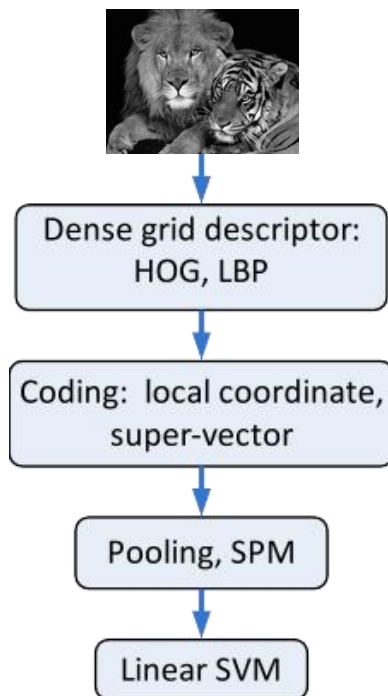 Dense grid descriptor:
HOG, LBP
Coding:  local coordinate,
super-vector
Pooling, SPM
Linear SVM